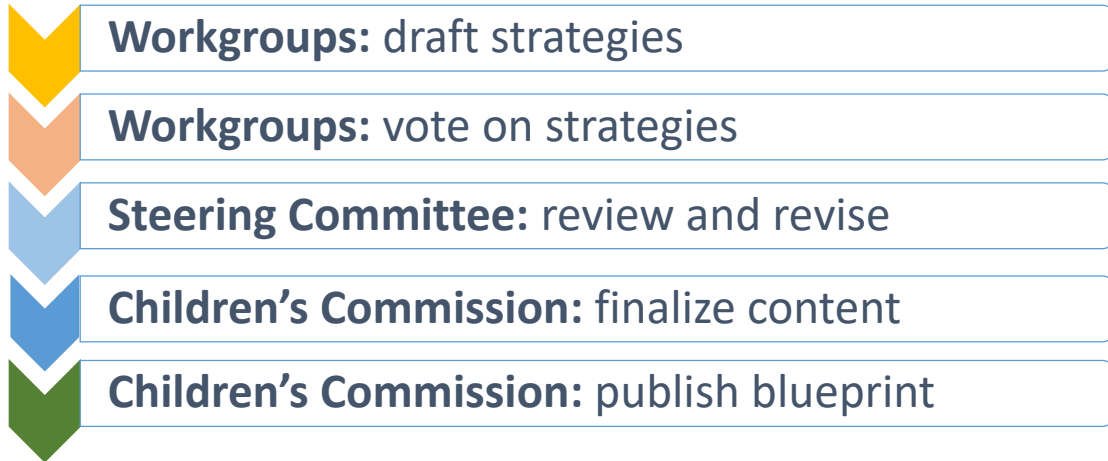 Workgroups: draft strategies
Workgroups: vote on strategies
Steering Committee: review and revise
Children’s Commission: finalize content
Children’s Commission: publish blueprint